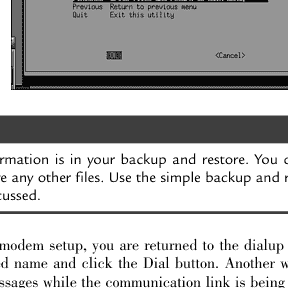 Previous Return to previous menu
Quit Exit this utility
<Cancel>
rmation is in your backup and restore. You
e any other files. Use the simple backup and
cussed.
modem setup, you are returned to the dialup
d name and click the Dial button. Another
ssages while the communication link is being